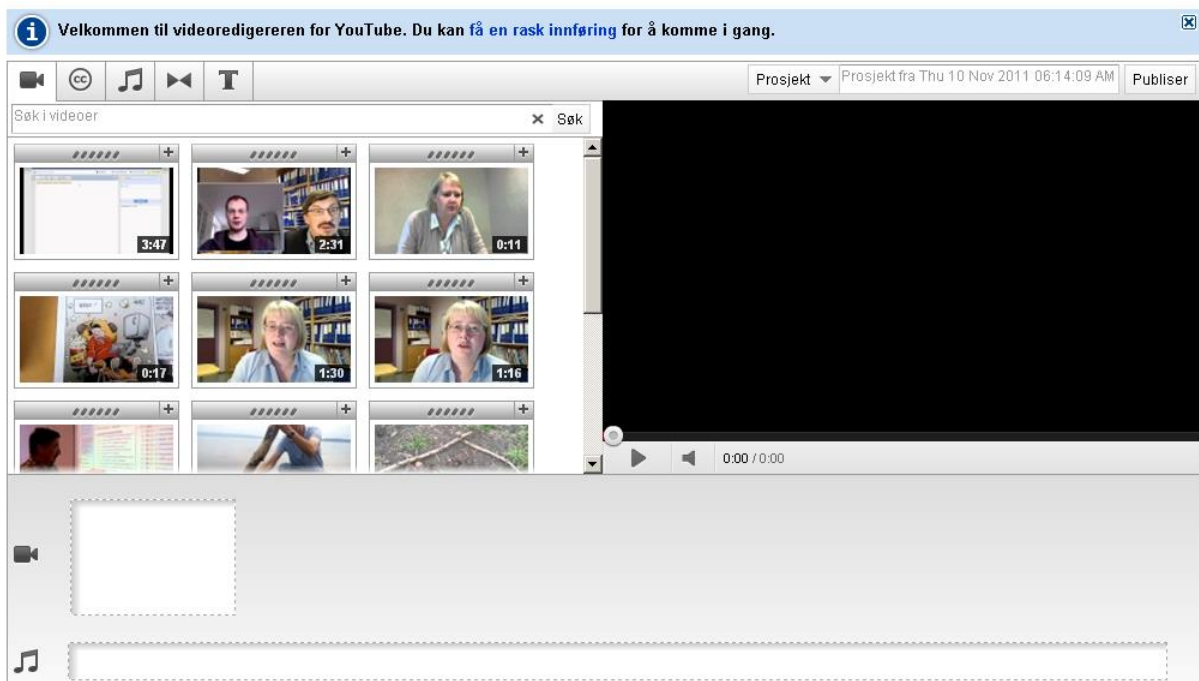 Velkommen til videoredigereren for YouTube. Du kan få en rask innføring for å komme i gang.
cc T Prosjekt Prosjekt fra Thu 10 Nov 2011 06:14:09 AM Publiser
Søk i videoer Søk
3:47 2:31 0:11
0:17 1:30 1:16
0:00 / 0:00